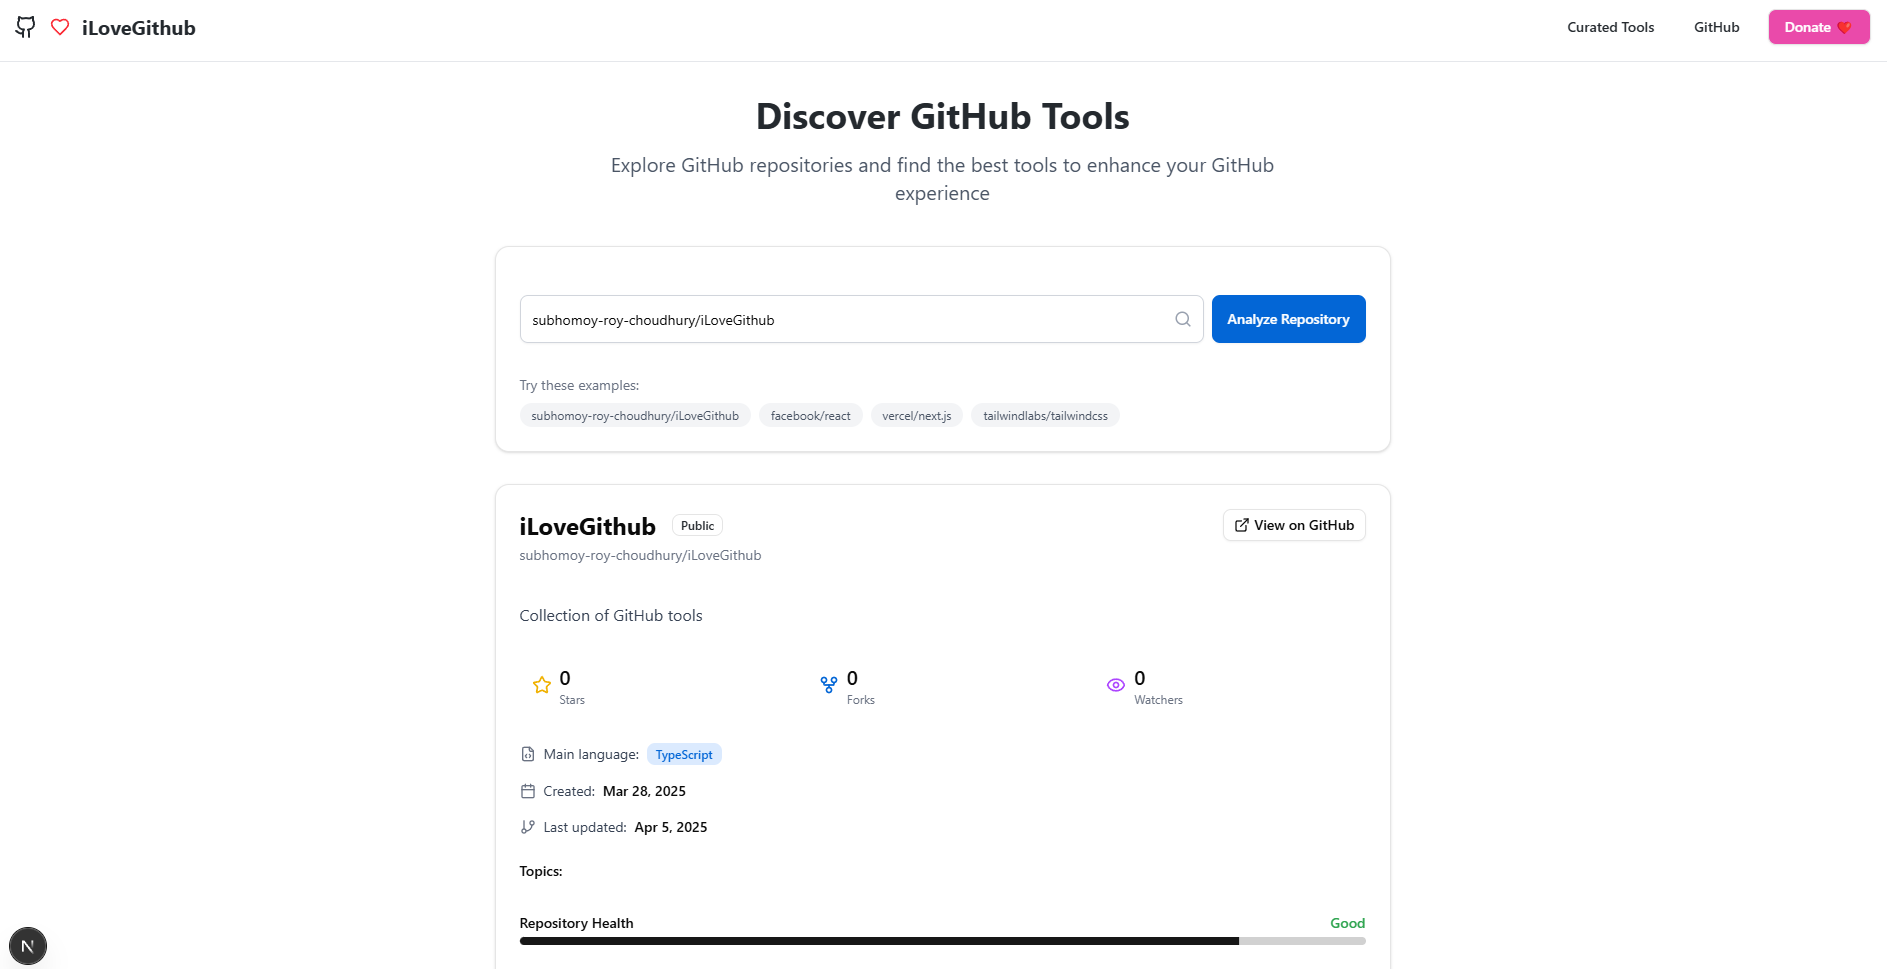 iLoveGithub
Curated Tools
GitHub
Donate ❤️
Discover GitHub Tools
Explore GitHub repositories and find the best tools to enhance your GitHub
experience
subhomoy-roy-choudhury/iLoveGithub
Analyze Repository
Try these examples:
subhomoy-roy-choudhury/iLoveGithub
facebook/react
vercel/next.js
tailwindlabs/tailwindcss
iLoveGithub
Public
View on GitHub
subhomoy-roy-choudhury/iLoveGithub
Collection of GitHub tools
0
Stars
0
Forks
0
Watchers
Main language: TypeScript
Created: Mar 28, 2025
Last updated: Apr 5, 2025
Topics:
Repository Health
Good
N